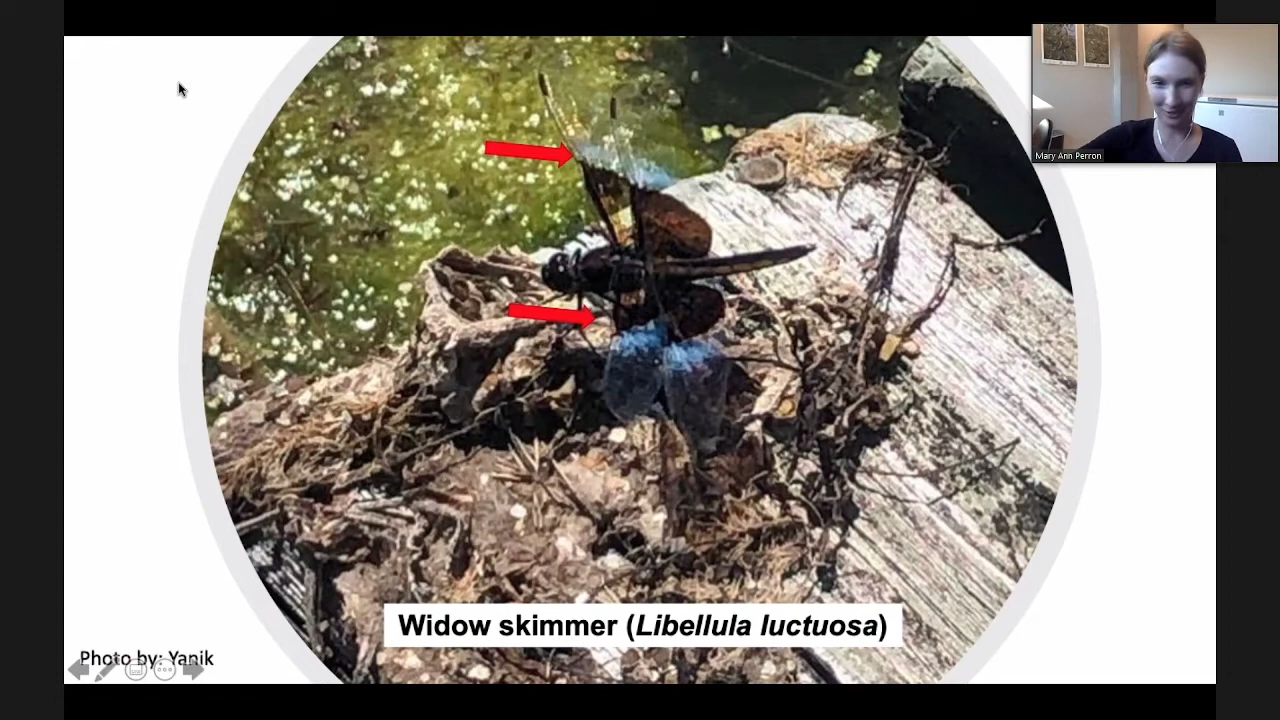 Mary Ann Perron
Widow skimmer (Libellula luctuosa)
Photo by: Yanik